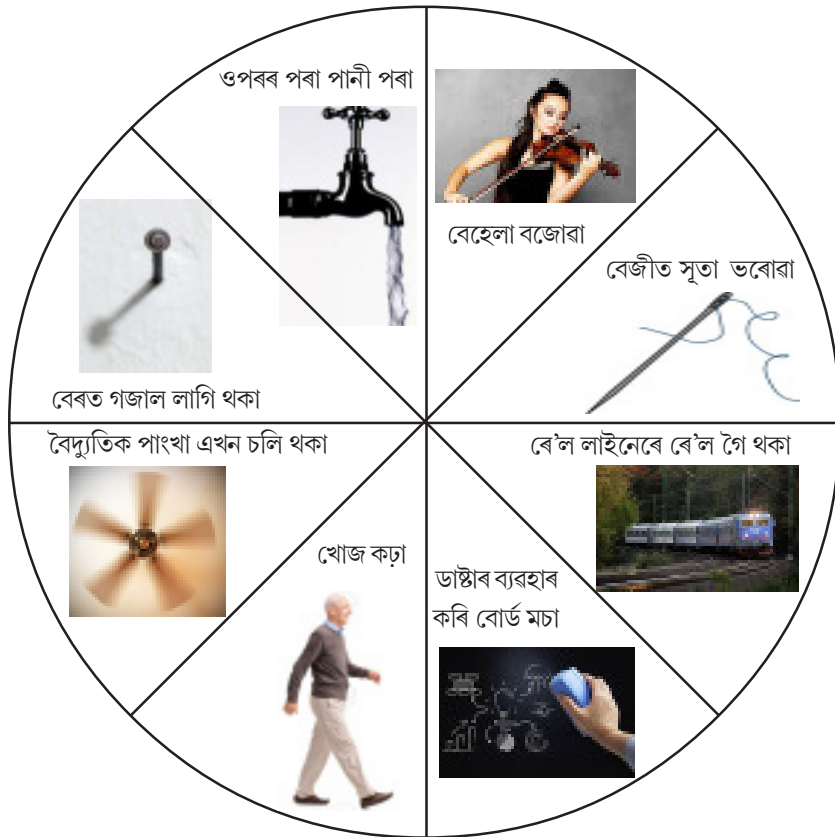 ওপৰৰ পৰা পানী পৰা
বেহেলা বজোৱা
বেজীত সূতা ভৰোৱা
বেৰত গজাল লাগি থকা
বৈদ্যুতিক পাংখা এখন চলি থকা
ৰে'ল লাইনেৰে ৰে'ল গৈ থকা
খোজ কঢ়া
ডাষ্টাৰ ব্যৱহাৰ
কৰি বোৰ্ড মচা